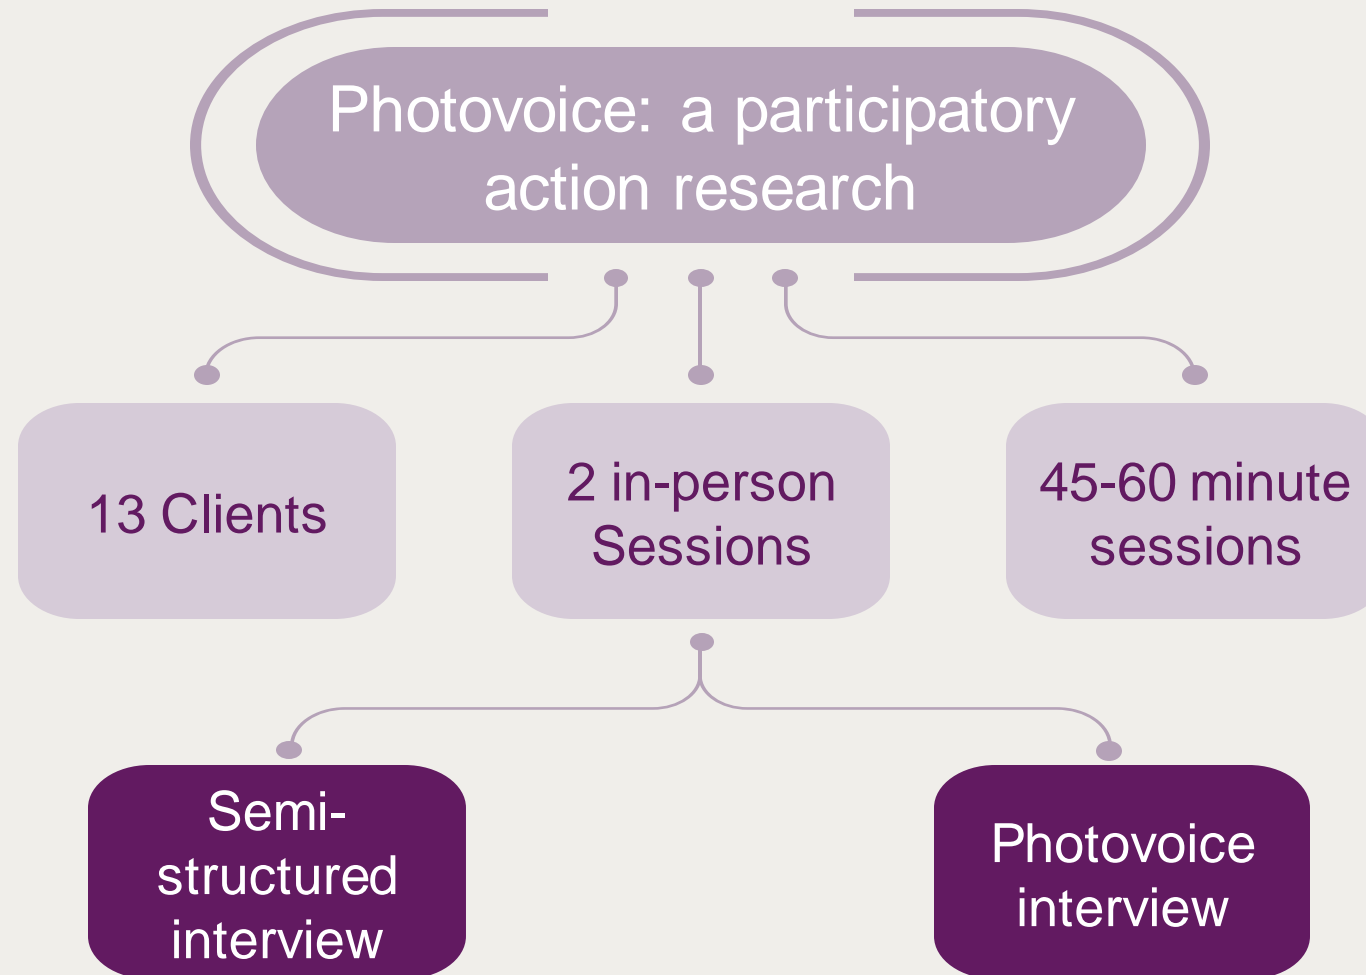 Photovoice: a participatory
action research
13 Clients
2 in-person
Sessions
45-60 minute
sessions
Semi-
structured
interview
Photovoice
interview